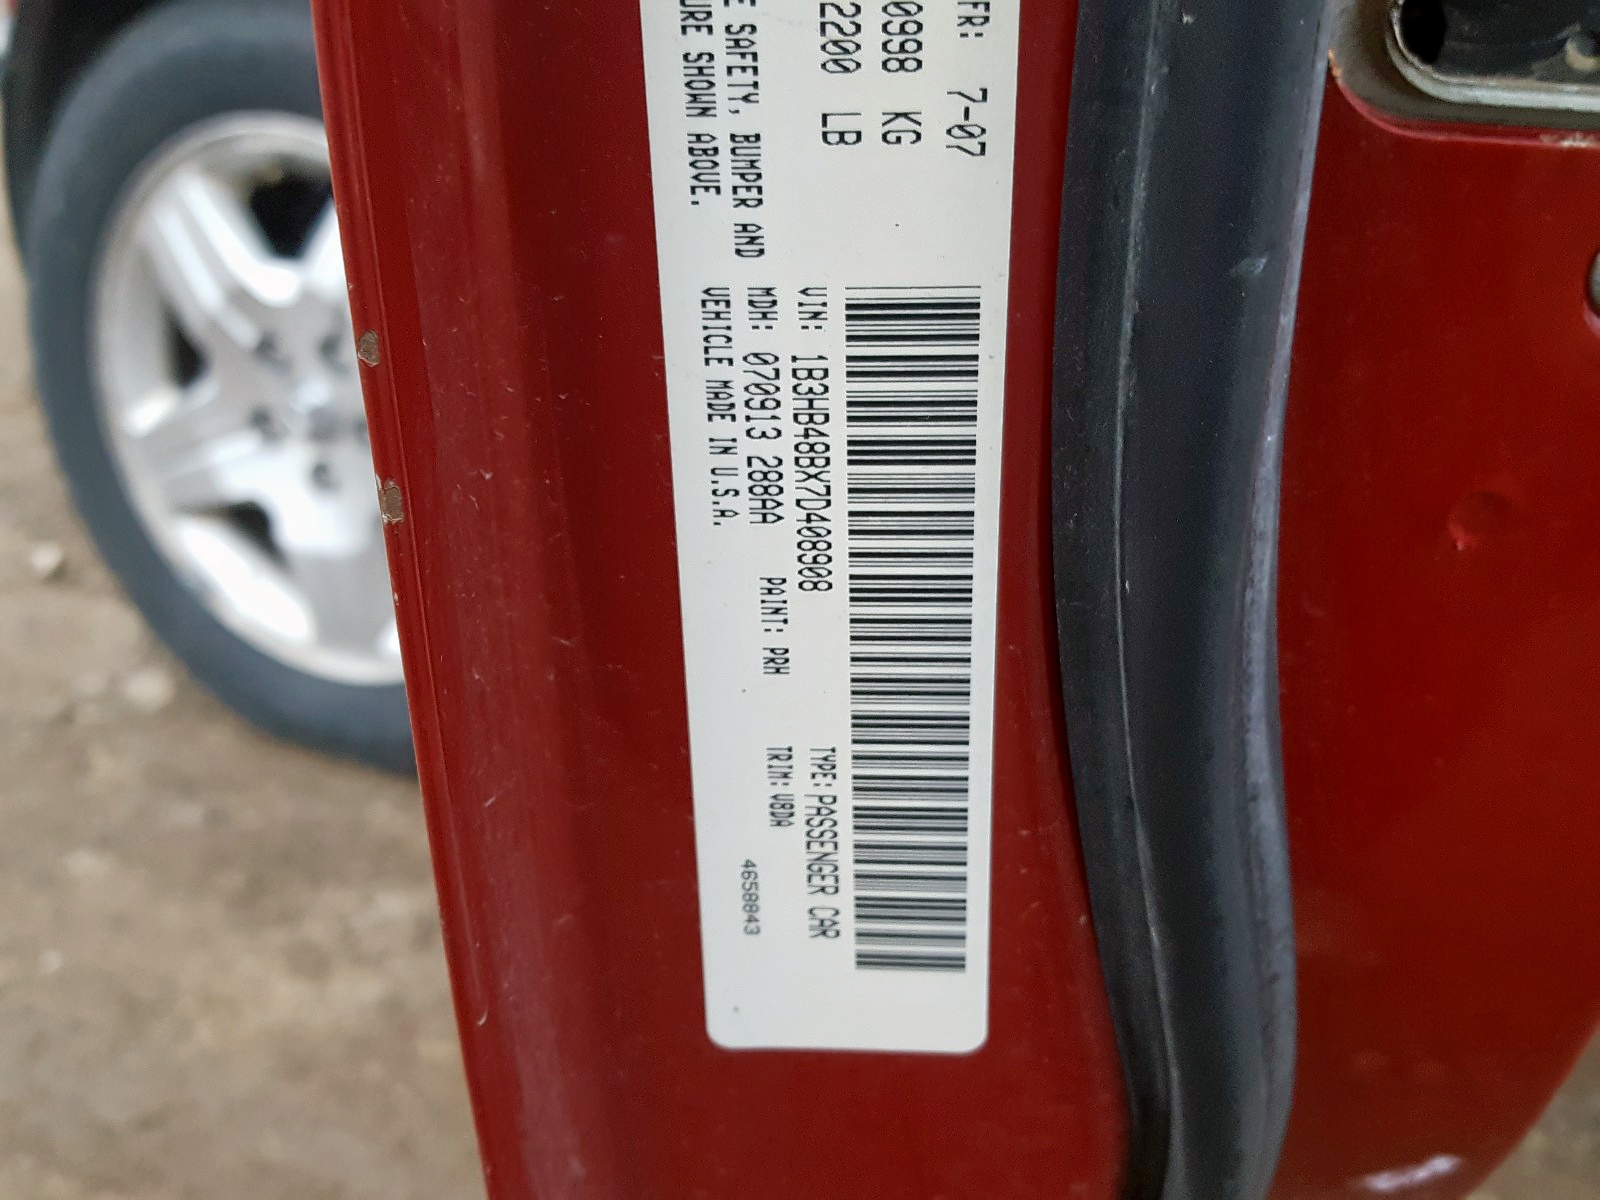 FR: 7-07
0998 KG
2200 LB
E SAFETY, BUMPER AND
URE SHOWN ABOVE.
VIN: 1B3HB48BX7D408908
TYPE: PASSENGER CAR
MDH: 070913 288AA
PAINT: PRH
TRIM: V8DA
VEHICLE MADE IN U.S.A.
4658843